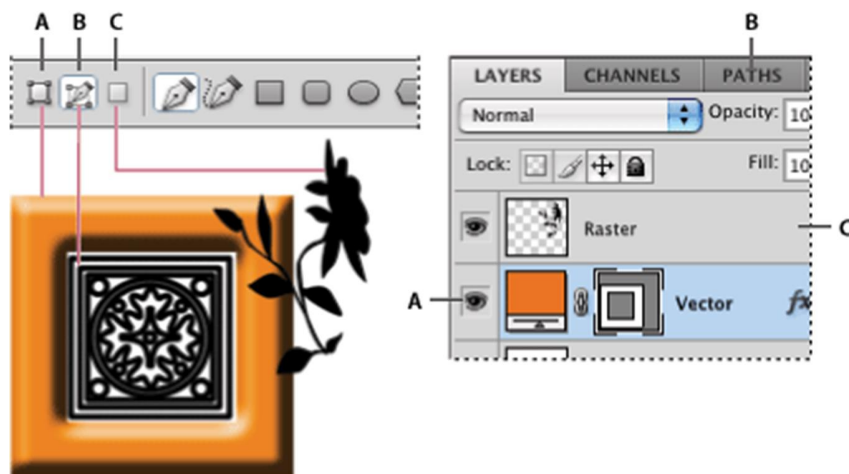 A B C
B
LAYERS CHANNELS PATHS
Normal Opacity: 10
Lock: Fill: 10
Raster C
A Vector fx